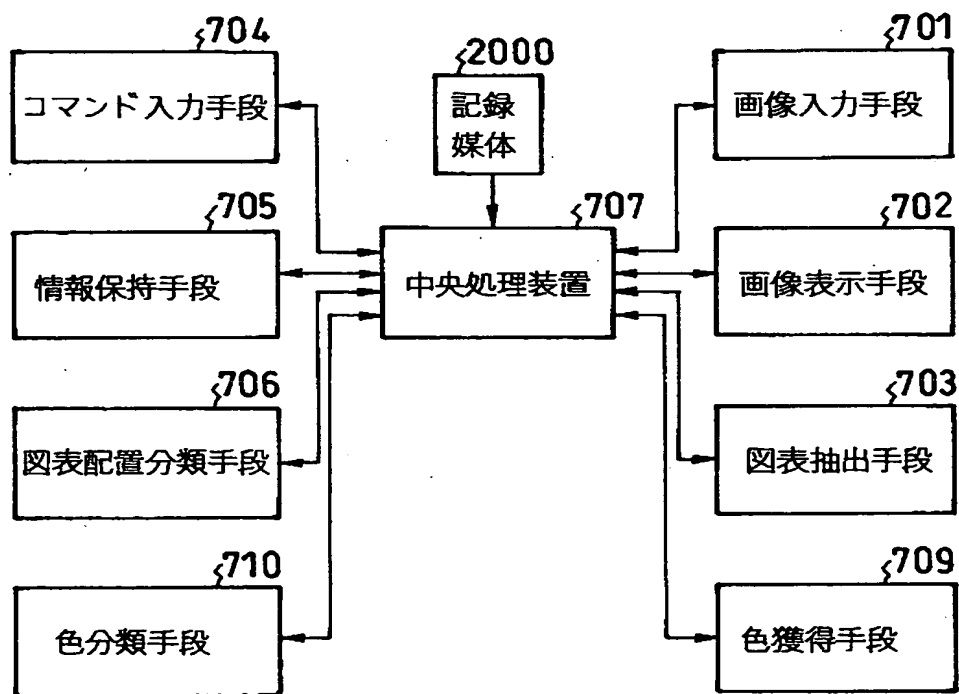 704
コマンド入力手段
2000
記録
媒体
701
画像入力手段
705
情報保持手段
707
中央処理装置
702
画像表示手段
706
図表配置分類手段
703
図表抽出手段
710
色分類手段
709
色獲得手段